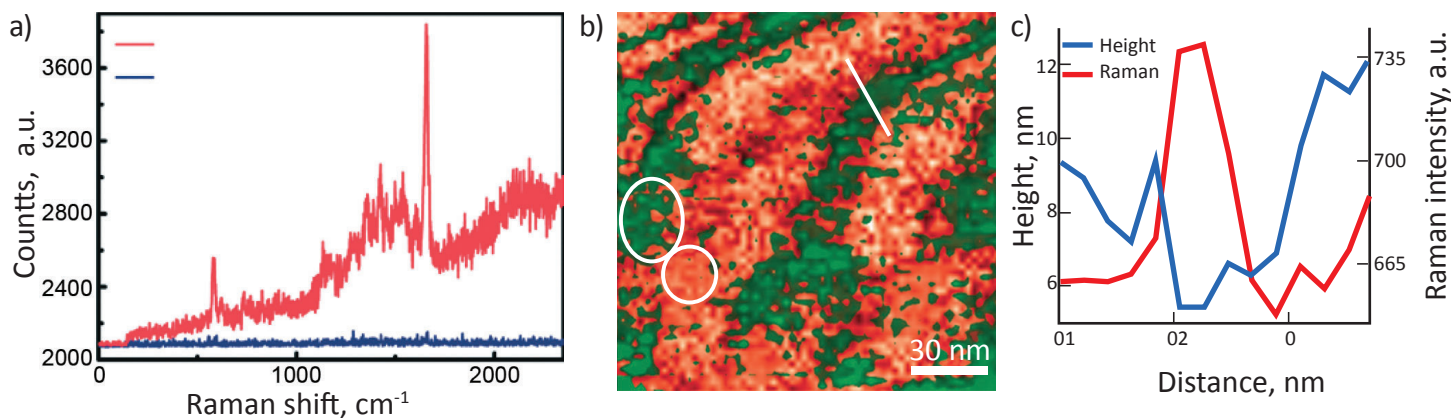 a)
3600
3200
2800
2400
2000
0
1000
2000
Countts, a.u.
Raman shift, cm-1
b)
30 nm
c)
Height
Raman
12
10
8
6
735
700
665
01
02
0
Height, nm
Raman intensity, a.u.
Distance, nm